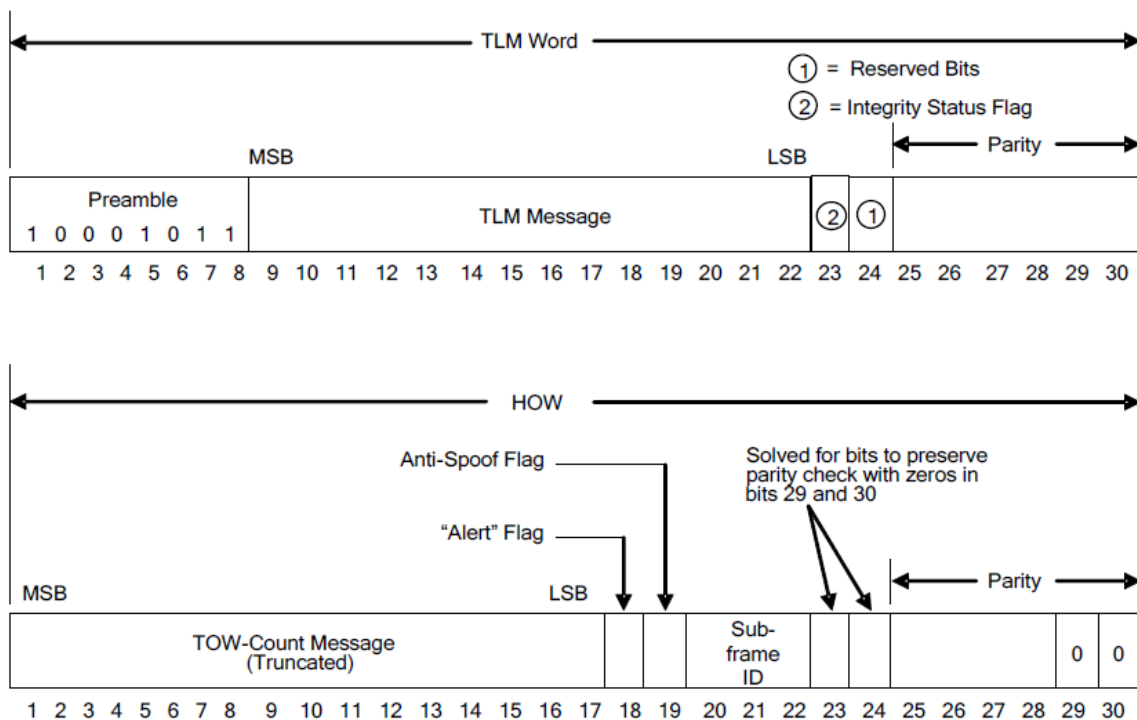 TLM Word
1 = Reserved Bits
2 = Integrity Status Flag
Parity
MSB
LSB
Preamble
1 0 0 0 1 0 1 1
TLM Message
2
1
1 2 3 4 5 6 7 8 9 10 11 12 13 14 15 16 17 18 19 20 21 22 23 24 25 26 27 28 29 30
HOW
Anti-Spoof Flag
"Alert" Flag
Solved for bits to preserve
parity check with zeros in
bits 29 and 30
Parity
MSB
LSB
TOW-Count Message
(Truncated)
Sub-
frame
ID
0 0
1 2 3 4 5 6 7 8 9 10 11 12 13 14 15 16 17 18 19 20 21 22 23 24 25 26 27 28 29 30